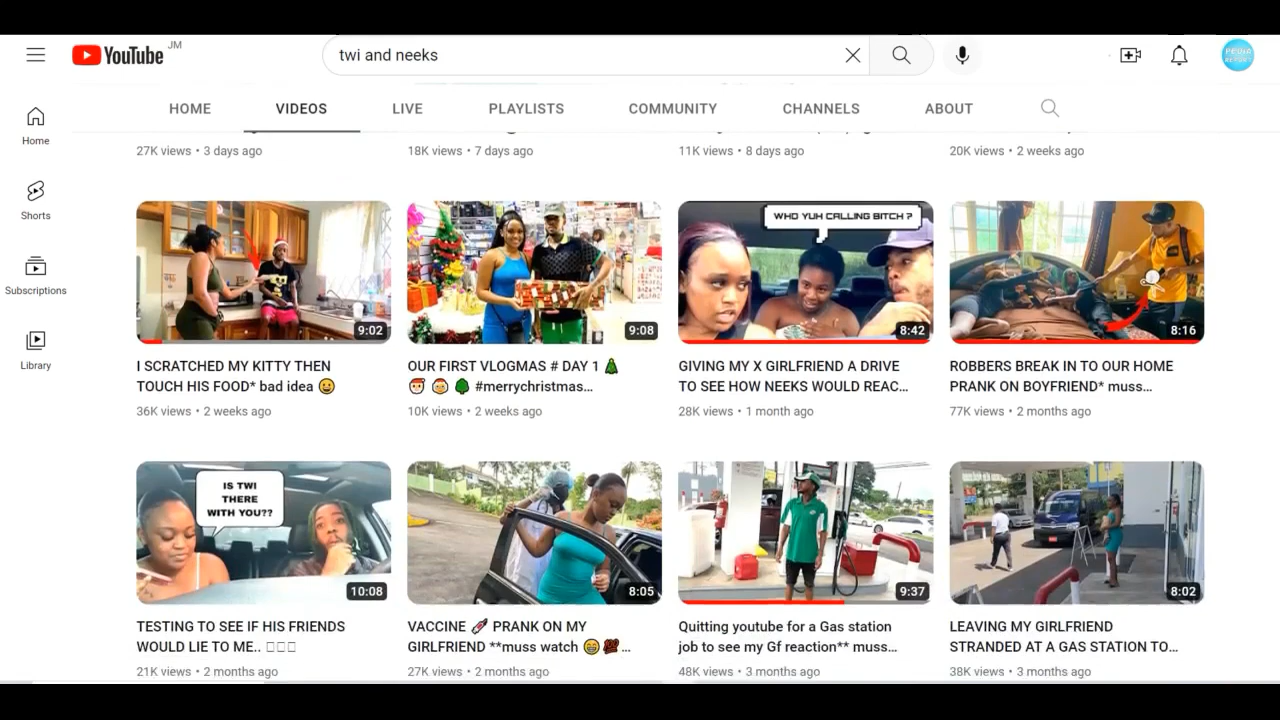 YouTube JM
twi and neeks
HOME VIDEOS LIVE PLAYLISTS COMMUNITY CHANNELS ABOUT
Home
Shorts
Subscriptions
Library
27K views • 3 days ago
18K views • 7 days ago
11K views • 8 days ago
20K views • 2 weeks ago
9:02
I SCRATCHED MY KITTY THEN
TOUCH HIS FOOD* bad idea 😀
36K views • 2 weeks ago
9:08
OUR FIRST VLOGMAS # DAY 1 🎄
🎅 🤶 🌳 #merrychristmas...
10K views • 2 weeks ago
WHO YUH CALLING BITCH ?
8:42
GIVING MY X GIRLFRIEND A DRIVE
TO SEE HOW NEEKS WOULD REAC...
28K views • 1 month ago
8:16
ROBBERS BREAK IN TO OUR HOME
PRANK ON BOYFRIEND* muss...
77K views • 2 months ago
IS TWI
THERE
WITH YOU??
10:08
TESTING TO SEE IF HIS FRIENDS
WOULD LIE TO ME.. □□□
21K views • 2 months ago
8:05
VACCINE 💉 PRANK ON MY
GIRLFRIEND **muss watch 😁 💯 ...
27K views • 2 months ago
9:37
Quitting youtube for a Gas station
job to see my Gf reaction** muss...
48K views • 3 months ago
8:02
LEAVING MY GIRLFRIEND
STRANDED AT A GAS STATION TO...
38K views • 3 months ago